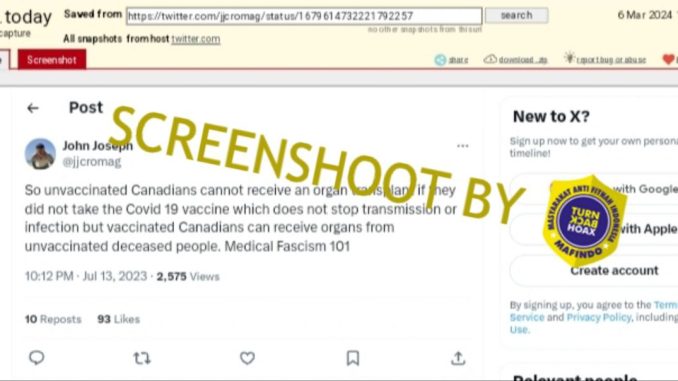 today
Saved from https://twitter.com/jjcromag/status/1679614732221792257 search 6 Mar 2024
capture
no other snapshots from this url
All snapshots from host twitter.com
Screenshot
share download .zip report bug or abuse
← Post
John Joseph
@jjcromag
So unvaccinated Canadians cannot receive an organ transplant if they
did not take the Covid 19 vaccine which does not stop transmission or
infection but vaccinated Canadians can receive organs from
unvaccinated deceased people. Medical Fascism 101
10:12 PM · Jul 13, 2023 · 2,575 Views
10 Reposts 93 Likes
SCREENSHOOT BY
MASYARAKAT ANTI FITNAH INDONESIA
TURN
BACK
HOAX
MAFINDO
New to X?
Sign up now to get your own persona
timeline!
with Google
with Apple
Create account
By signing up, you agree to the Term
Service and Privacy Policy, including
Use.
Relevant people